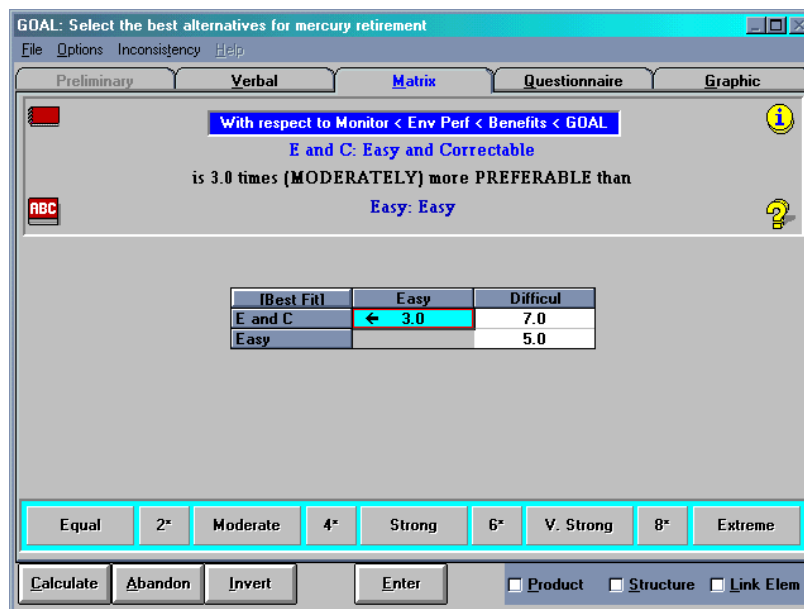 GOAL: Select the best alternatives for mercury retirement
File Options Inconsistency Help
Preliminary Verbal Matrix Questionnaire Graphic
With respect to Monitor < Env Perf < Benefits < GOAL
E and C: Easy and Correctable
is 3.0 times (MODERATELY) more PREFERABLE than
ABC
Easy: Easy
[Best Fit] Easy Difficul
E and C ← 3.0 7.0
Easy 5.0
Equal 2* Moderate 4* Strong 6* V. Strong 8* Extreme
Calculate Abandon Invert Enter Product Structure Link Elem